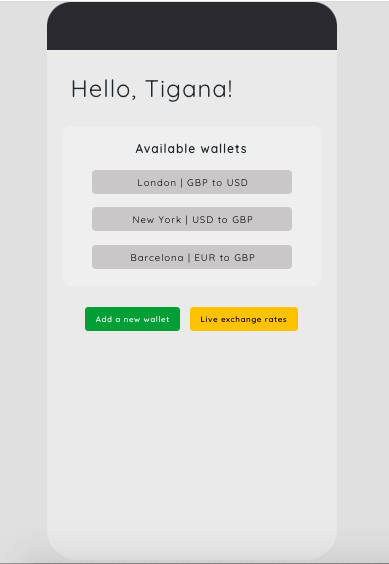 Hello, Tigana!
Available wallets
London | GBP to USD
New York | USD to GBP
Barcelona | EUR to GBP
Add a new wallet
Live exchange rates